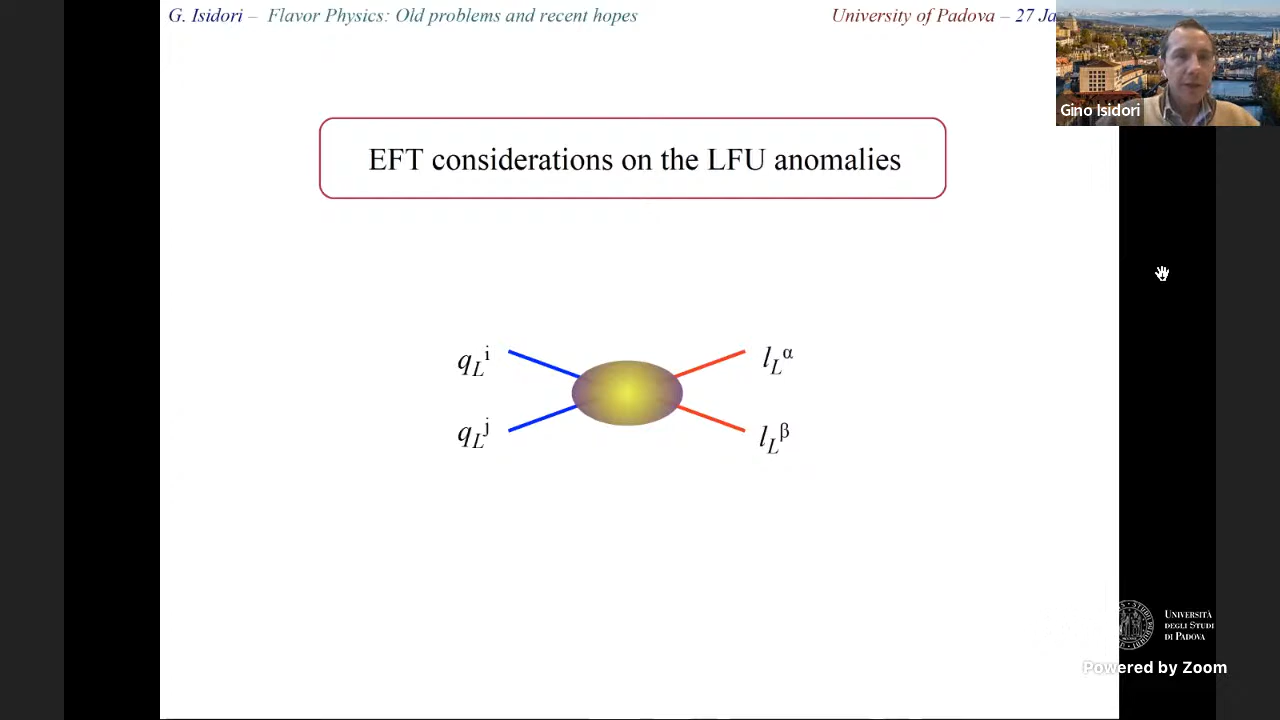 G. Isidori – Flavor Physics: Old problems and recent hopes
University of Padova – 27 Ja
Gino Isidori
EFT considerations on the LFU anomalies
q_L^i
l_L^α
q_L^j
l_L^β
UNIVERSITÀ
DEGLI STUDI
DI PADOVA
Powered by Zoom